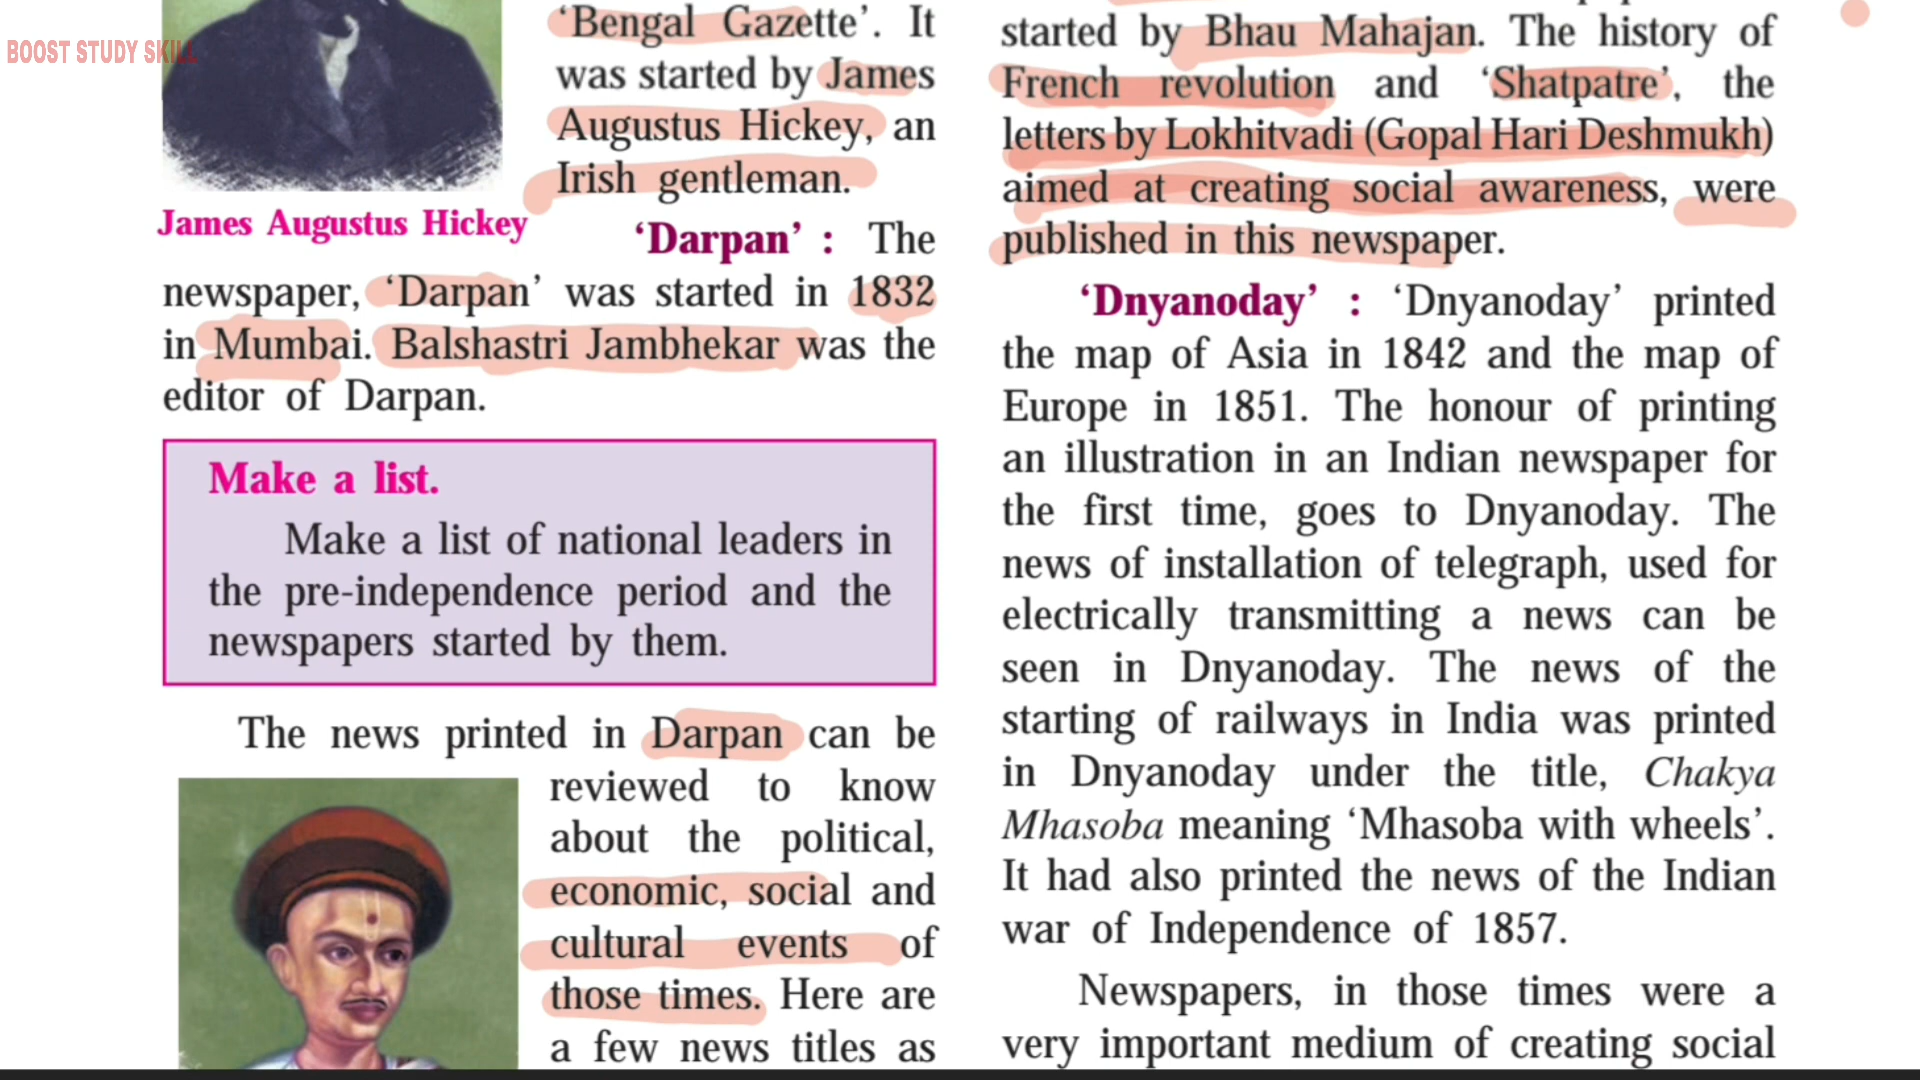 BOOST STUDY SKILL
‘Bengal Gazette’. It
was started by James
Augustus Hickey, an
Irish gentleman.
James Augustus Hickey
‘Darpan’ : The
newspaper, ‘Darpan’ was started in 1832
in Mumbai. Balshastri Jambhekar was the
editor of Darpan.
Make a list.
Make a list of national leaders in
the pre-independence period and the
newspapers started by them.
The news printed in Darpan can be
reviewed to know
about the political,
economic, social and
cultural events of
those times. Here are
a few news titles as
started by Bhau Mahajan. The history of
French revolution and ‘Shatpatre’, the
letters by Lokhitvadi (Gopal Hari Deshmukh)
aimed at creating social awareness, were
published in this newspaper.
‘Dnyanoday’ : ‘Dnyanoday’ printed
the map of Asia in 1842 and the map of
Europe in 1851. The honour of printing
an illustration in an Indian newspaper for
the first time, goes to Dnyanoday. The
news of installation of telegraph, used for
electrically transmitting a news can be
seen in Dnyanoday. The news of the
starting of railways in India was printed
in Dnyanoday under the title, Chakya
Mhasoba meaning ‘Mhasoba with wheels’.
It had also printed the news of the Indian
war of Independence of 1857.
Newspapers, in those times were a
very important medium of creating social